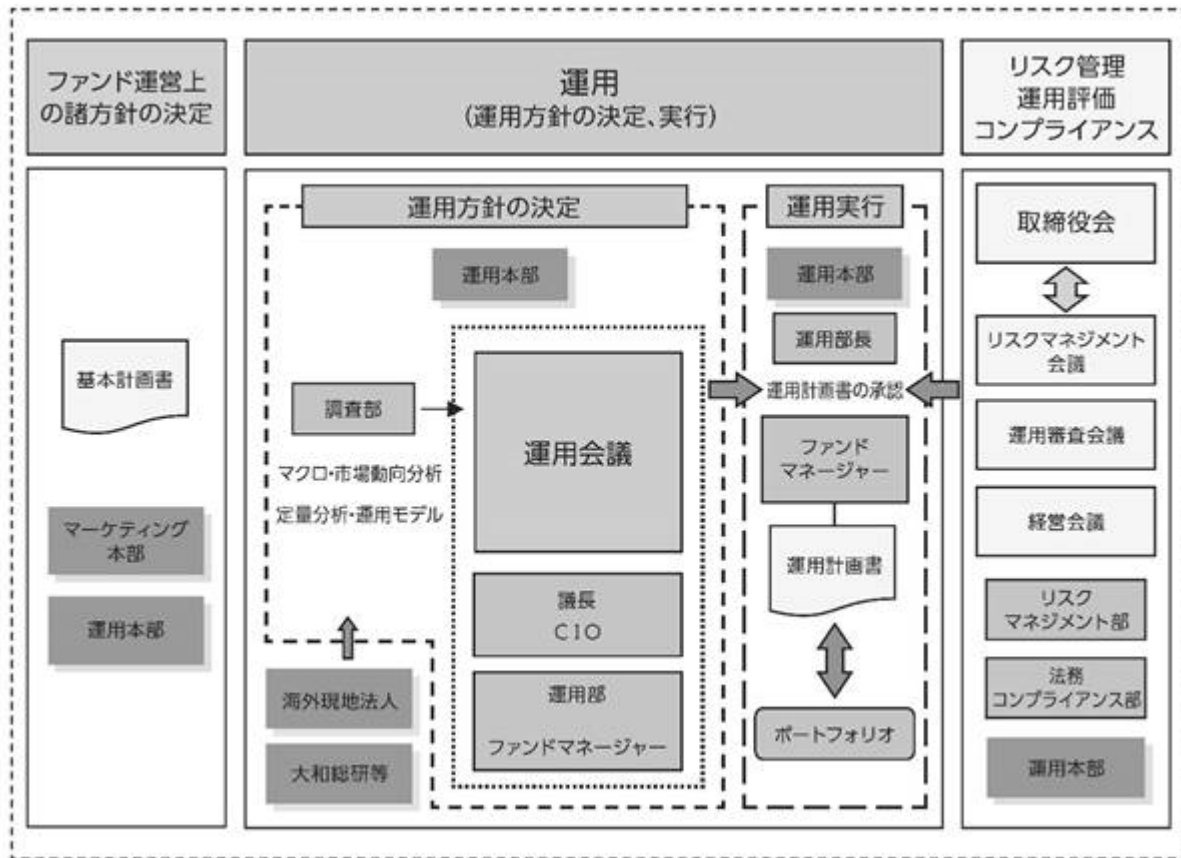 ファンド運営上
の諸方針の決定
運用
(運用方針の決定、実行)
リスク管理
運用評価
コンプライアンス
基本計画書
マーケティング
本部
運用本部
運用方針の決定
運用本部
調査部
マクロ・市場動向分析
定量分析・運用モデル
運用会議
議長
CIO
運用部
ファンドマネージャー
海外現地法人
大和総研等
運用実行
運用本部
運用部長
運用計画書の承認
ファンド
マネージャー
運用計画書
ポートフォリオ
取締役会
リスクマネジメント
会議
運用審査会議
経営会議
リスク
マネジメント部
法務
コンプライアンス部
運用本部